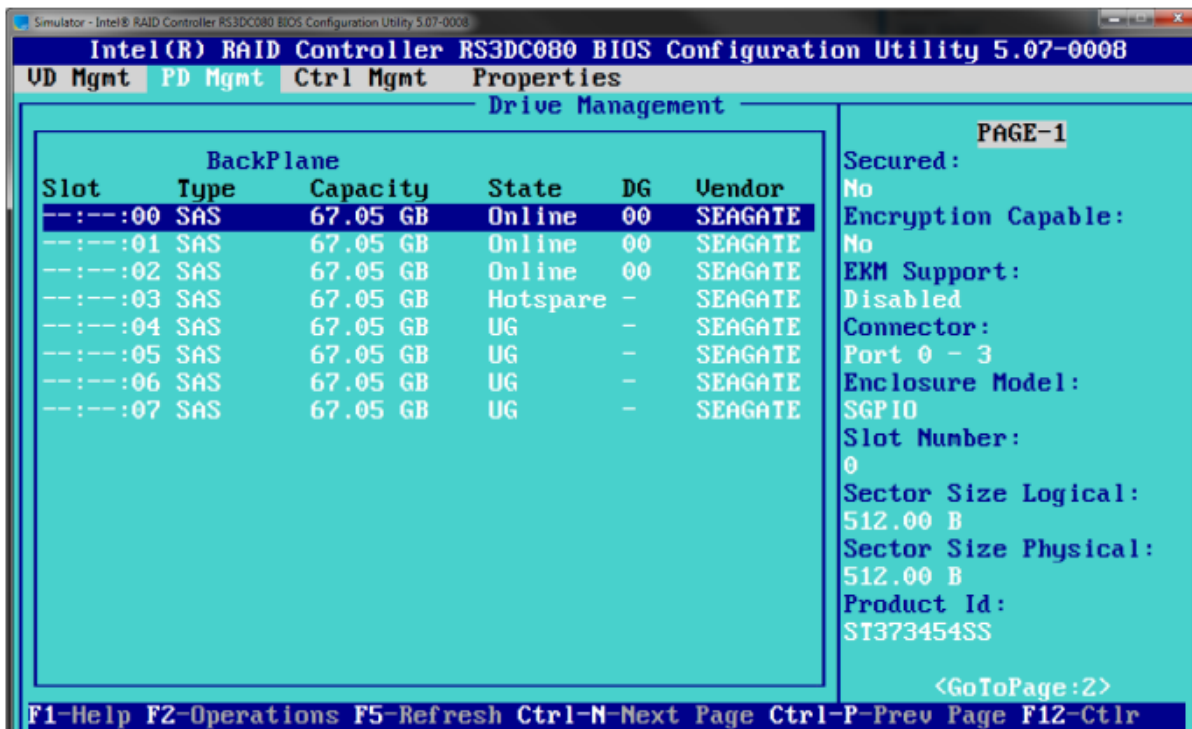 Simulator - Intel® RAID Controller RS3DC080 BIOS Configuration Utility 5.07-0008
Intel(R) RAID Controller RS3DC080 BIOS Configuration Utility 5.07-0008
VD Mgmt PD Mgmt Ctrl Mgmt Properties
Drive Management
BackPlane
Slot Type Capacity State DG Vendor
--:--:00 SAS 67.05 GB Online 00 SEAGATE
--:--:01 SAS 67.05 GB Online 00 SEAGATE
--:--:02 SAS 67.05 GB Online 00 SEAGATE
--:--:03 SAS 67.05 GB Hotspare - SEAGATE
--:--:04 SAS 67.05 GB UG - SEAGATE
--:--:05 SAS 67.05 GB UG - SEAGATE
--:--:06 SAS 67.05 GB UG - SEAGATE
--:--:07 SAS 67.05 GB UG - SEAGATE
PAGE-1
Secured:
No
Encryption Capable:
No
EKM Support:
Disabled
Connector:
Port 0 - 3
Enclosure Model:
SGPIO
Slot Number:
0
Sector Size Logical:
512.00 B
Sector Size Physical:
512.00 B
Product Id:
ST373454SS
<GoToPage:2>
F1-Help F2-Operations F5-Refresh Ctrl-N-Next Page Ctrl-P-Prev Page F12-Ctlr